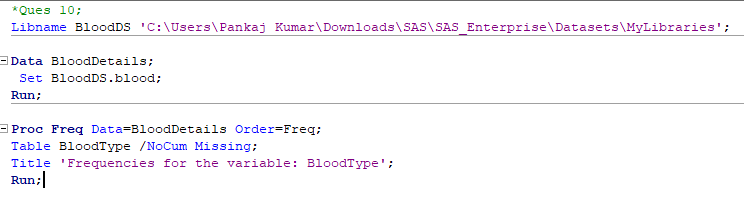 *Ques 10;
Libname BloodDS 'C:\Users\Pankaj Kumar\Downloads\SAS\SAS_Enterprise\Datasets\MyLibraries';
Data BloodDetails;
Set BloodDS.blood;
Run;
Proc Freq Data=BloodDetails Order=Freq;
Table BloodType /NoCum Missing;
Title 'Frequencies for the variable: BloodType';
Run;